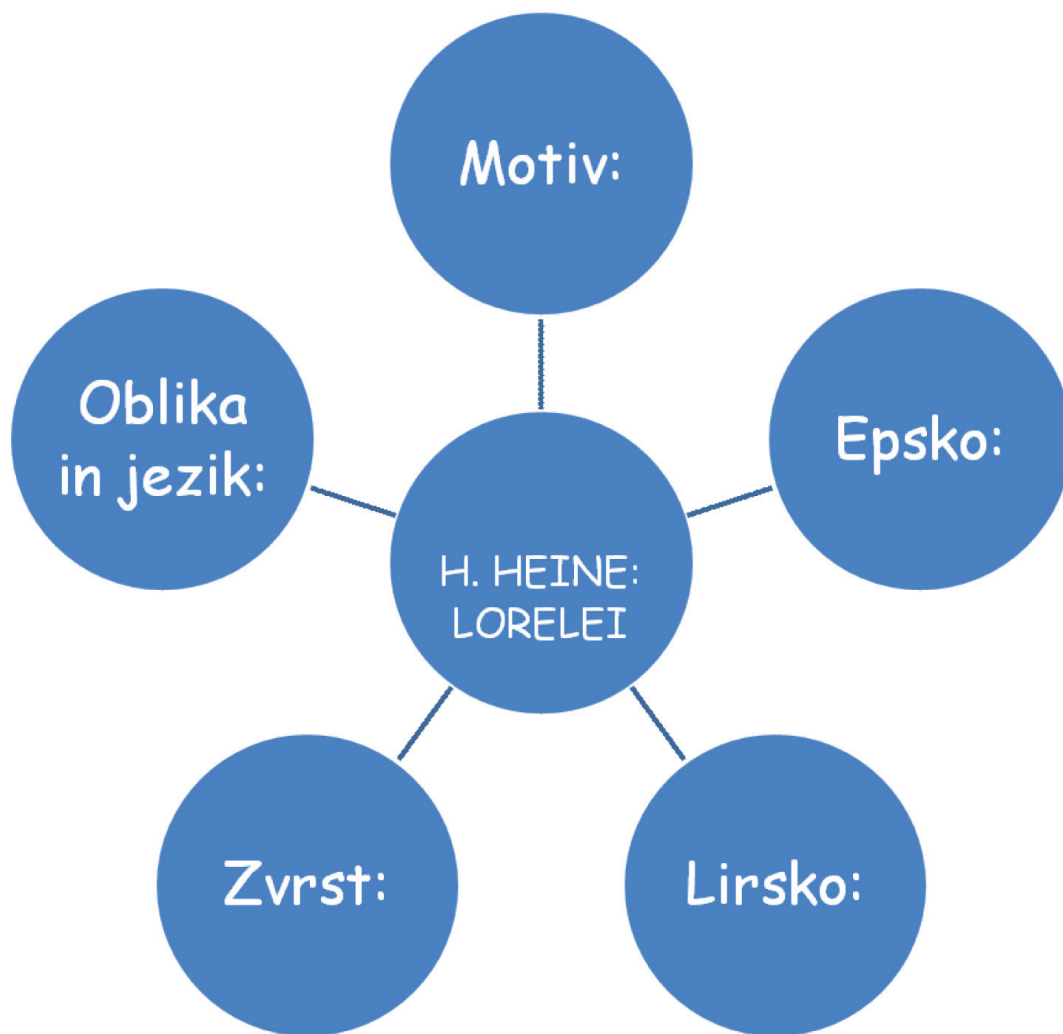 Motiv:
Oblika
in jezik:
Epsko:
H. HEINE:
LORELEI
Zvrst:
Lirsko: